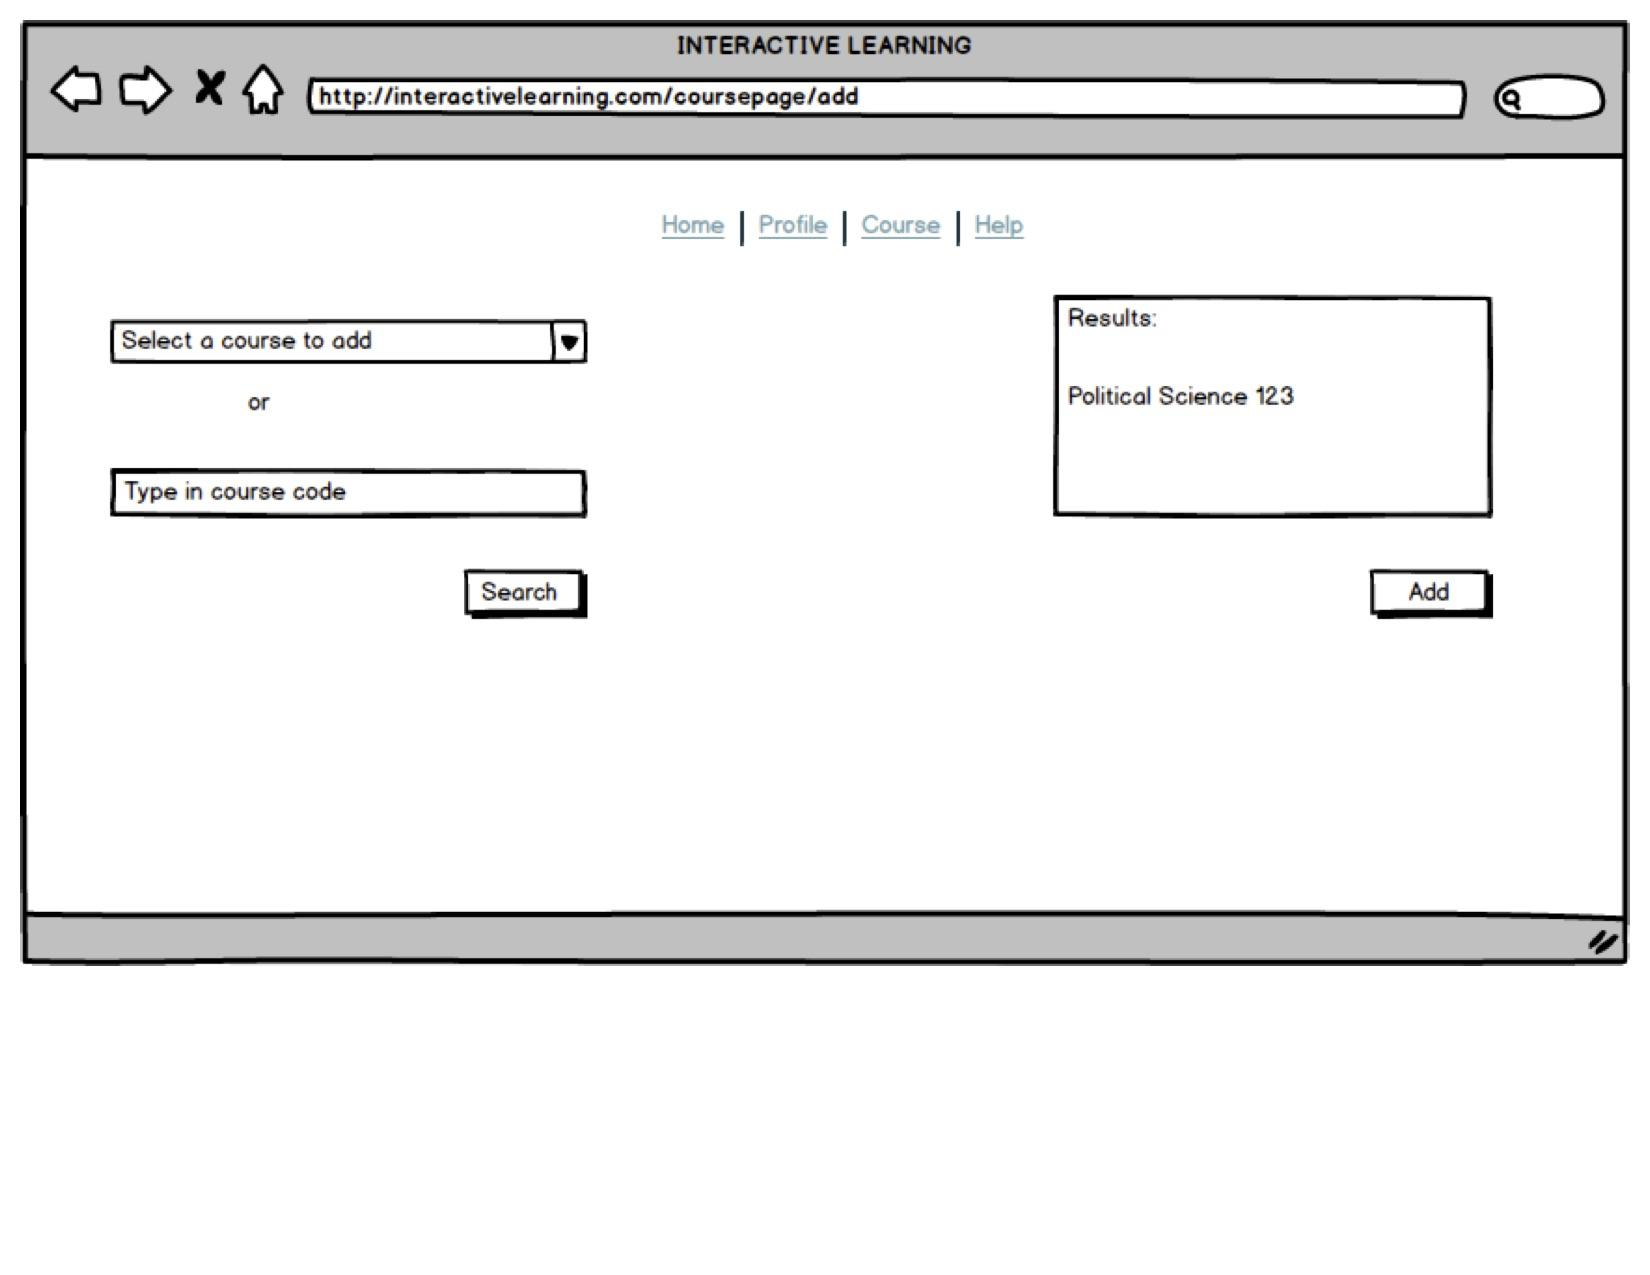 INTERACTIVE LEARNING
http://interactivelearning.com/coursepage/add
Home | Profile | Course | Help
Select a course to add
or
Type in course code
Search
Results:
Political Science 123
Add